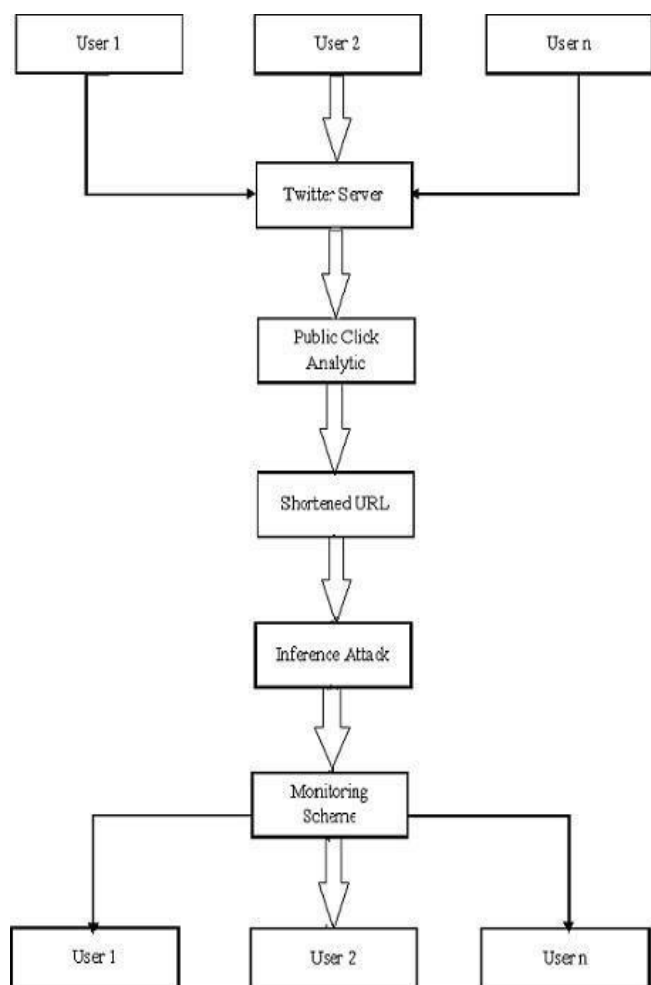 User 1
User 2
User n
Twitter Server
Public Click
Analytic
Shortened URL
Inference Attack
Monitoring
Scheme
User 1
User 2
User n